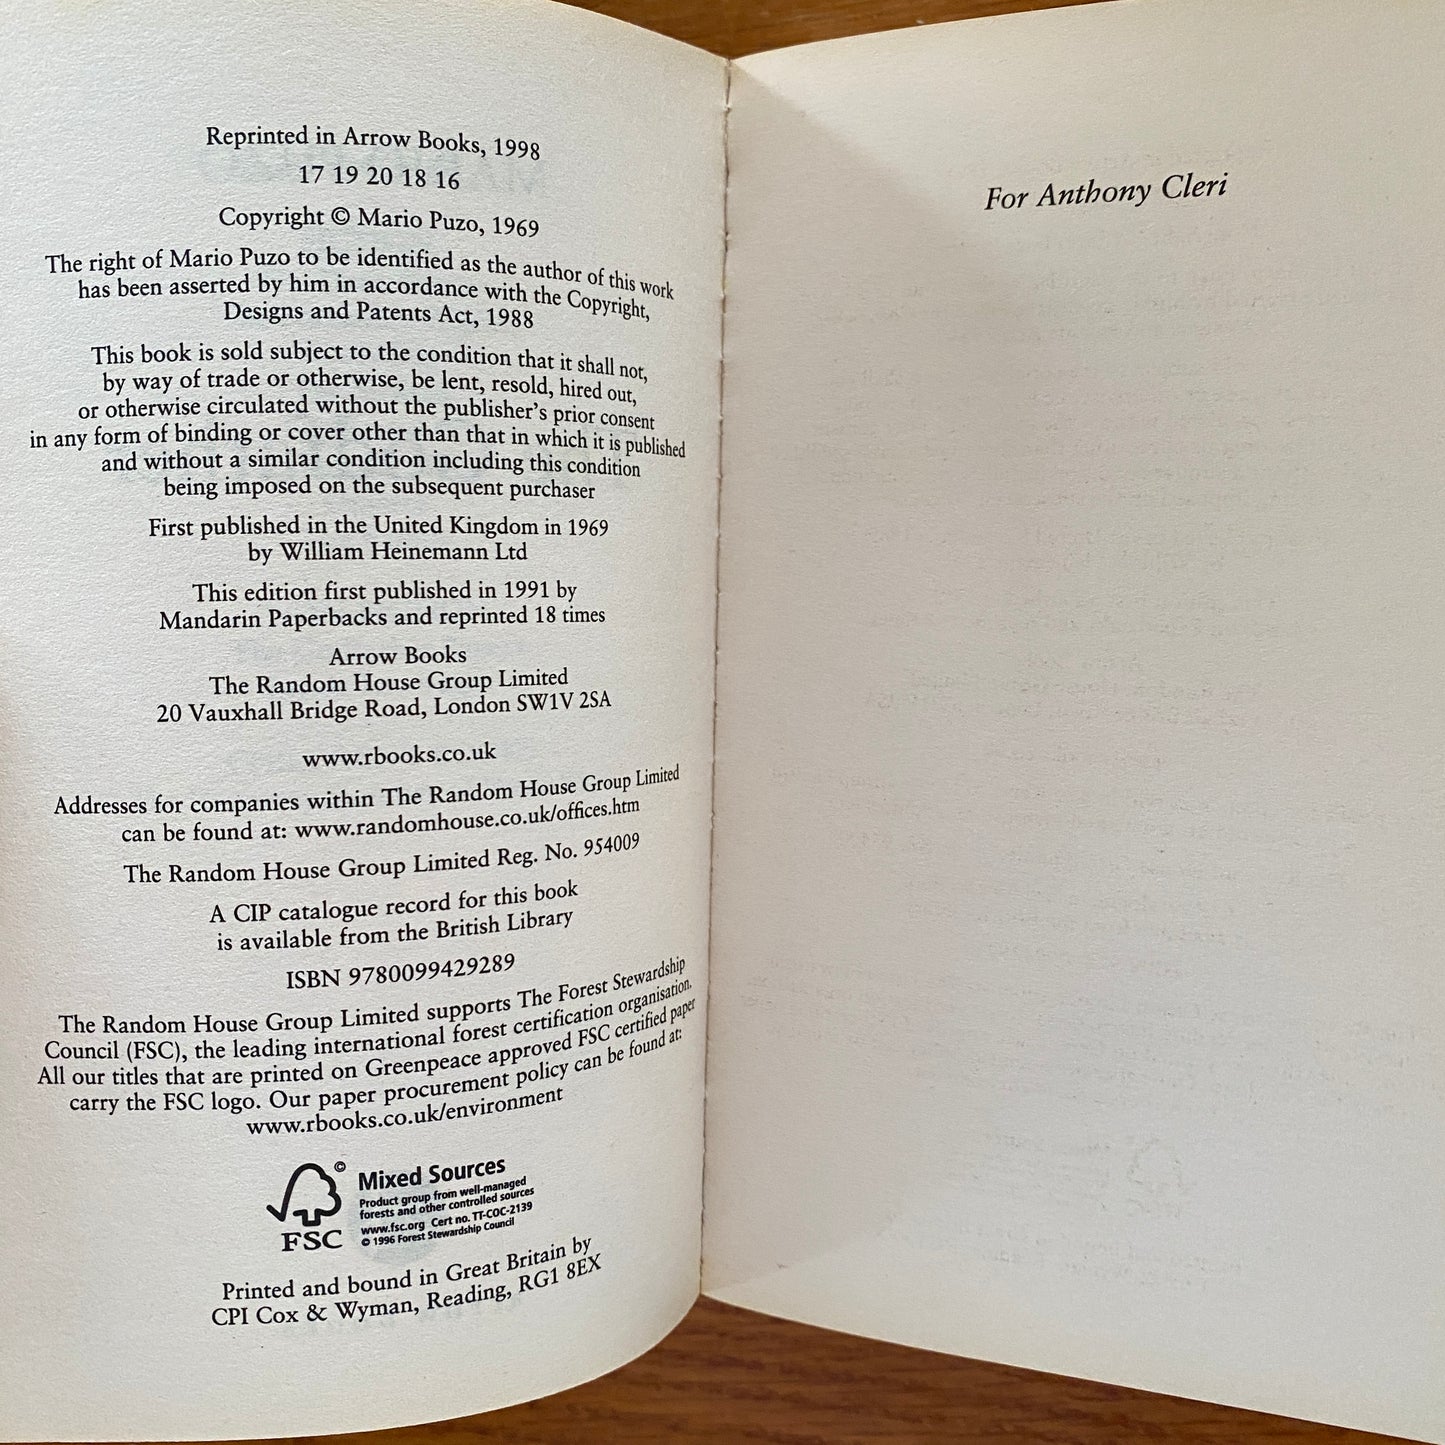 Reprinted in Arrow Books, 1998
17 19 20 18 16
Copyright © Mario Puzo, 1969
The right of Mario Puzo to be identified as the author of this work
has been asserted by him in accordance with the Copyright,
Designs and Patents Act, 1988
This book is sold subject to the condition that it shall not,
by way of trade or otherwise, be lent, resold, hired out,
or otherwise circulated without the publisher's prior consent
in any form of binding or cover other than that in which it is published
and without a similar condition including this condition
being imposed on the subsequent purchaser
First published in the United Kingdom in 1969
by William Heinemann Ltd
This edition first published in 1991 by
Mandarin Paperbacks and reprinted 18 times
Arrow Books
The Random House Group Limited
20 Vauxhall Bridge Road, London SW1V 2SA
www.rbooks.co.uk
Addresses for companies within The Random House Group Limited
can be found at: www.randomhouse.co.uk/offices.htm
The Random House Group Limited Reg. No. 954009
A CIP catalogue record for this book
is available from the British Library
ISBN 9780099429289
The Random House Group Limited supports The Forest Stewardship
Council (FSC), the leading international forest certification organisation.
All our titles that are printed on Greenpeace approved FSC certified paper
carry the FSC logo. Our paper procurement policy can be found at:
www.rbooks.co.uk/environment
©
FSC
Mixed Sources
Product group from well-managed
forests and other controlled sources
www.fsc.org Cert no. TT-COC-2139
© 1996 Forest Stewardship Council
Printed and bound in Great Britain by
CPI Cox & Wyman, Reading, RG1 8EX
For Anthony Cleri